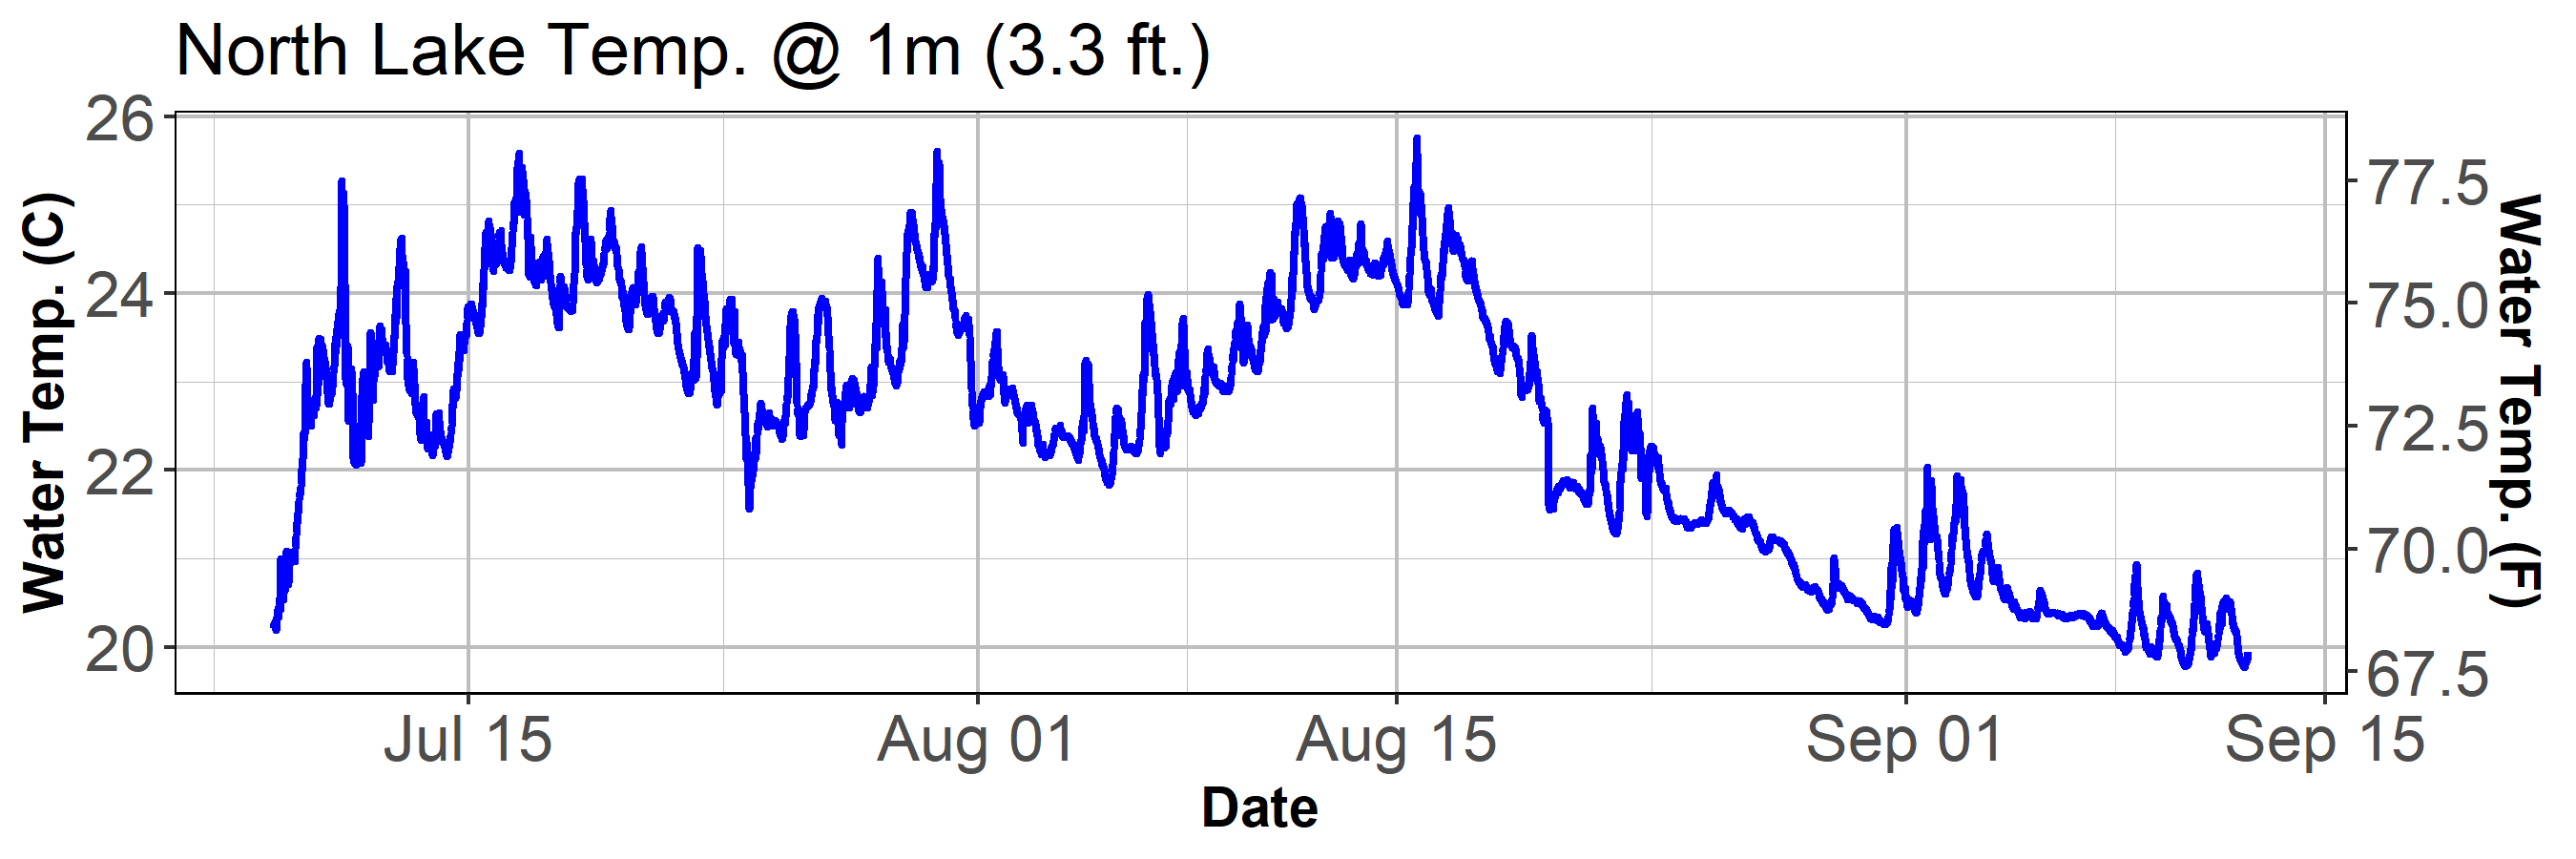 North Lake Temp. @ 1m (3.3 ft.)
Water Temp. (C)
26
24
22
20
77.5
75.0
72.5
70.0
67.5
Water Temp. (F)
Jul 15 Aug 01 Aug 15 Sep 01 Sep 15
Date